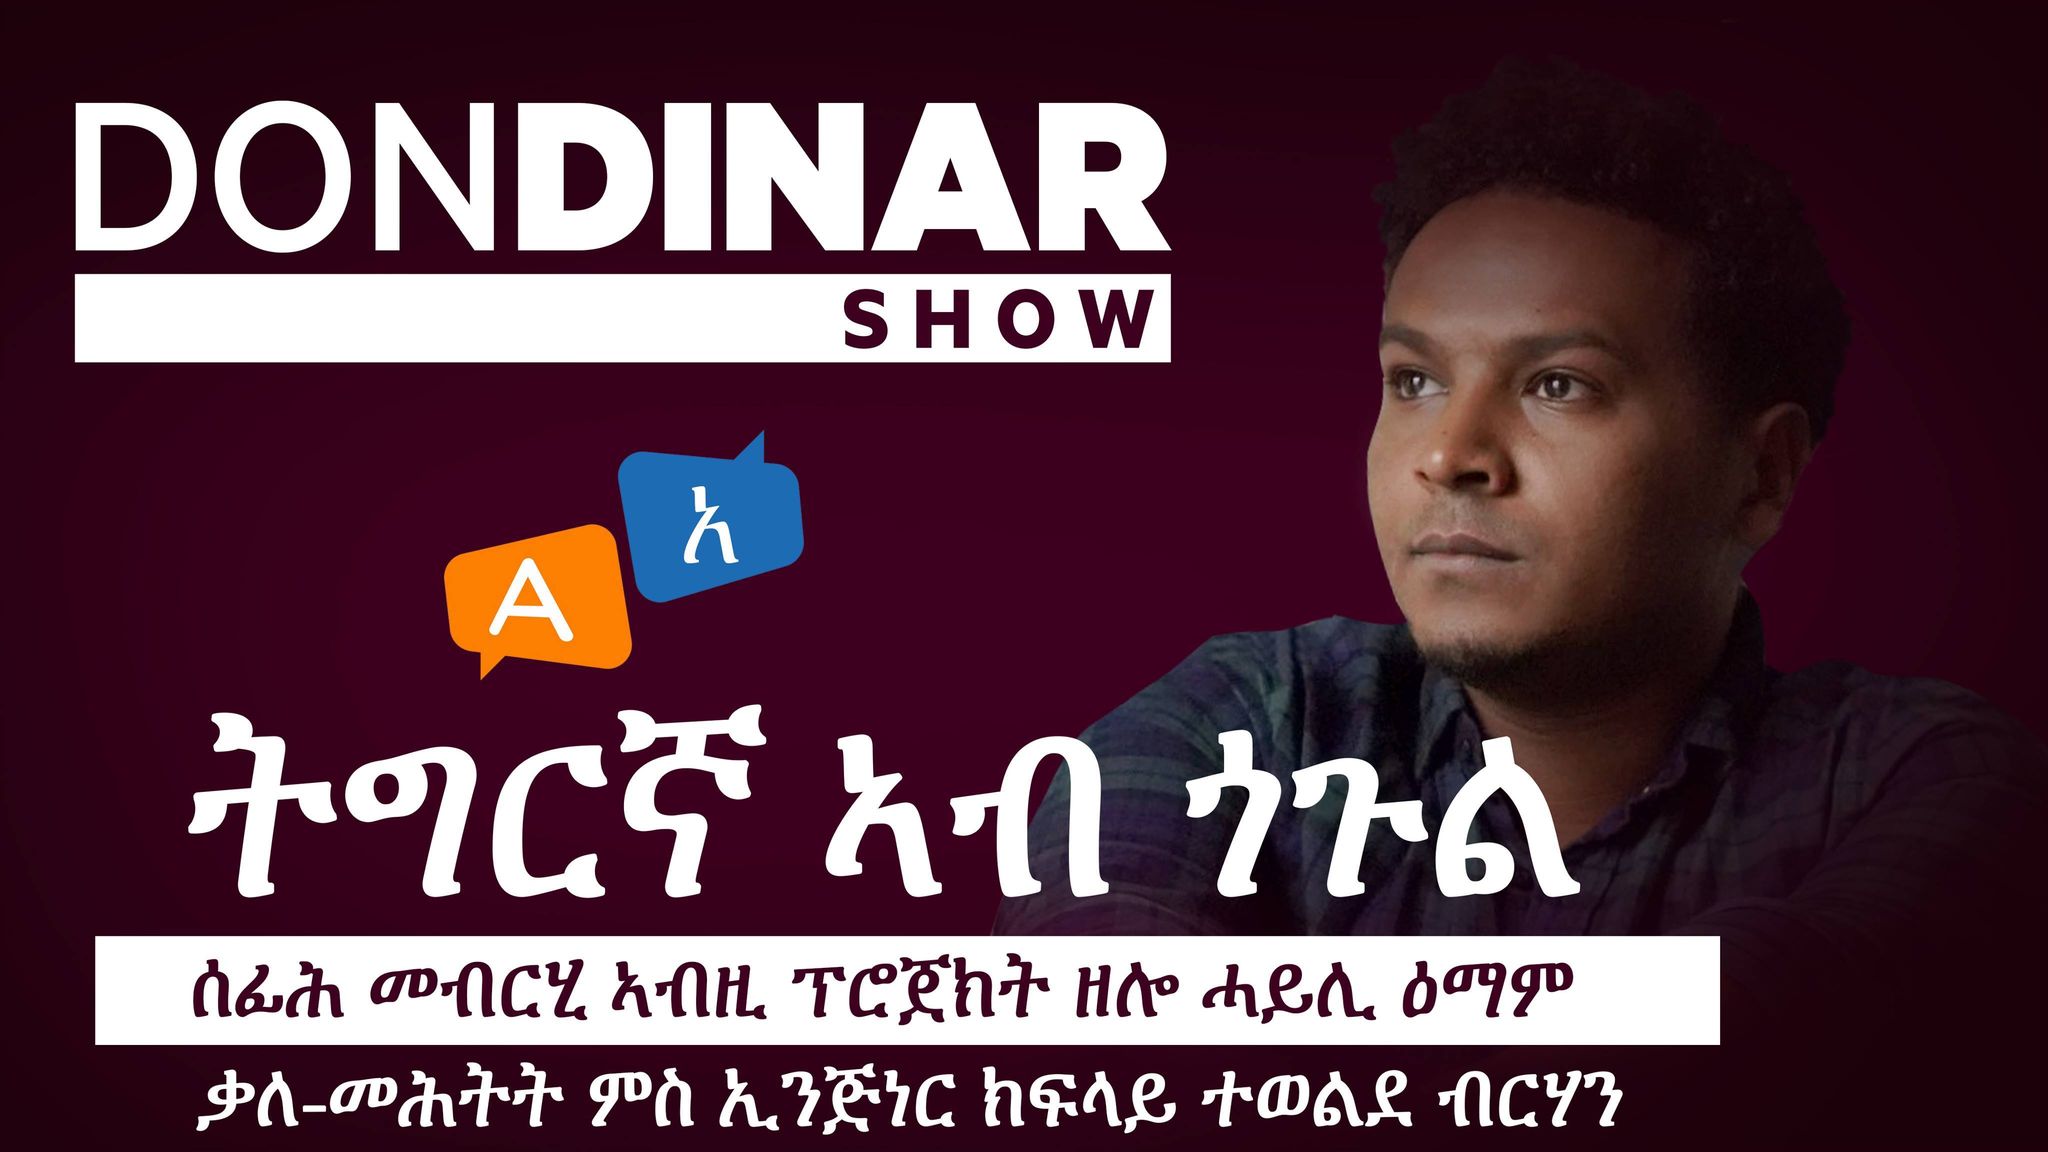 DONDINAR
SHOW
አ
A
ትግርኛ ኣብ ጎጉል
ሰፊሕ መብርሂ ኣብዚ ፕሮጀክት ዘሎ ሓይሊ ዕማም
ቃለ-መሕትት ምስ ኢንጅነር ክፍላይ ተወልደ ብርሃን